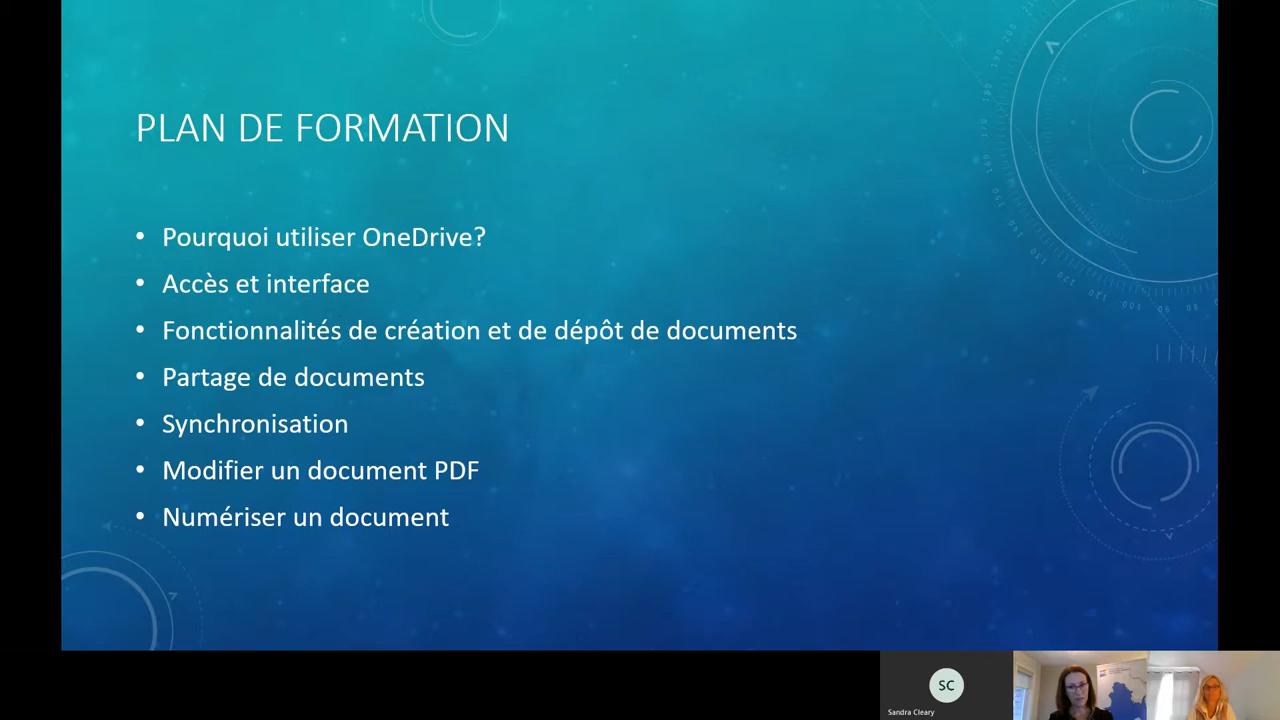 PLAN DE FORMATION
• Pourquoi utiliser OneDrive?
• Accès et interface
• Fonctionnalités de création et de dépôt de documents
• Partage de documents
• Synchronisation
• Modifier un document PDF
• Numériser un document
SC
Sandra Cleary